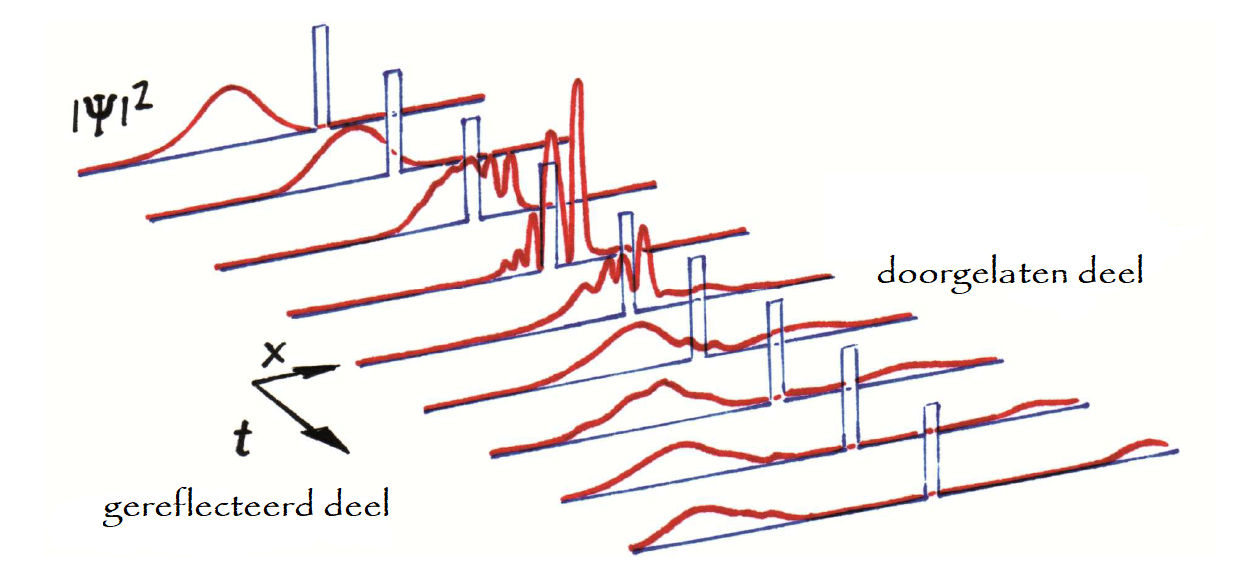 |Ψ|²
doorgelaten deel
x
t
gereflecteerd deel